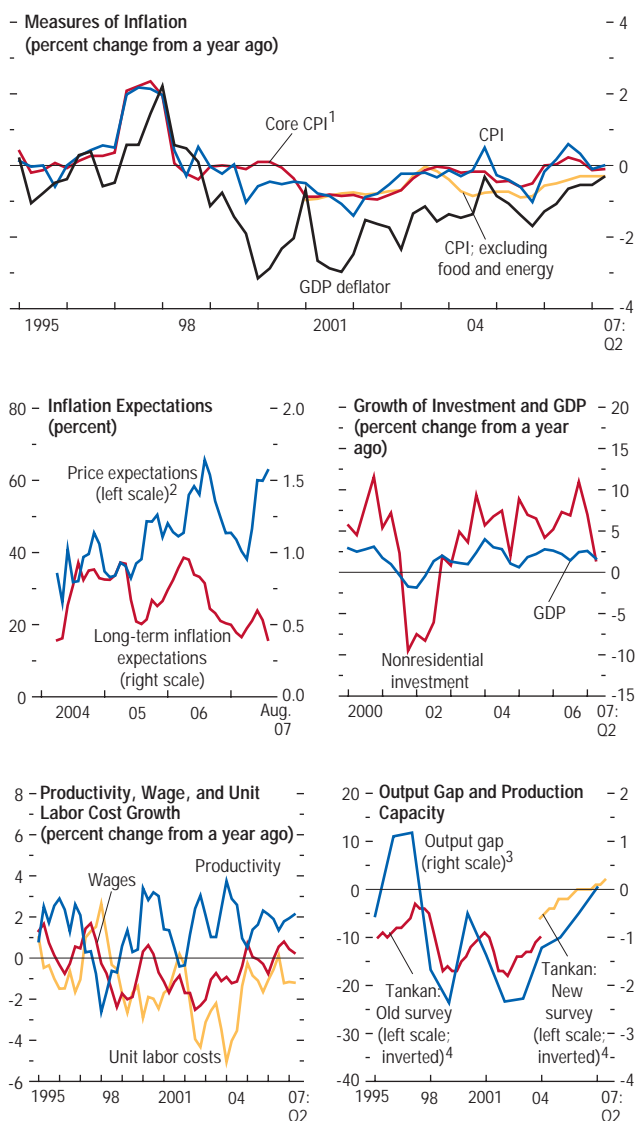 Measures of Inflation
(percent change from a year ago)
4
2
0
-2
-4
Core CPI1
CPI
CPI; excluding
food and energy
GDP deflator
1995 98 2001 04 07:
Q2
Inflation Expectations
(percent)
80
60
40
20
0
2.0
1.5
1.0
0.5
0.0
Price expectations
(left scale)2
Long-term inflation
expectations
(right scale)
2004 05 06 Aug.
07
Growth of Investment and GDP
(percent change from a year
ago)
20
15
10
5
0
-5
-10
-15
GDP
Nonresidential
investment
2000 02 04 06 07:
Q2
Productivity, Wage, and Unit
Labor Cost Growth
(percent change from a year ago)
8
6
4
2
0
-2
-4
-6
Wages
Productivity
Unit labor costs
1995 98 2001 04 07:
Q2
Output Gap and Production
Capacity
20
10
0
-10
-20
-30
-40
2
1
0
-1
-2
-3
-4
Output gap
(right scale)3
Tankan:
Old survey
(left scale;
inverted)4
Tankan:
New
survey
(left scale;
inverted)4
1995 98 2001 04 07:
Q2